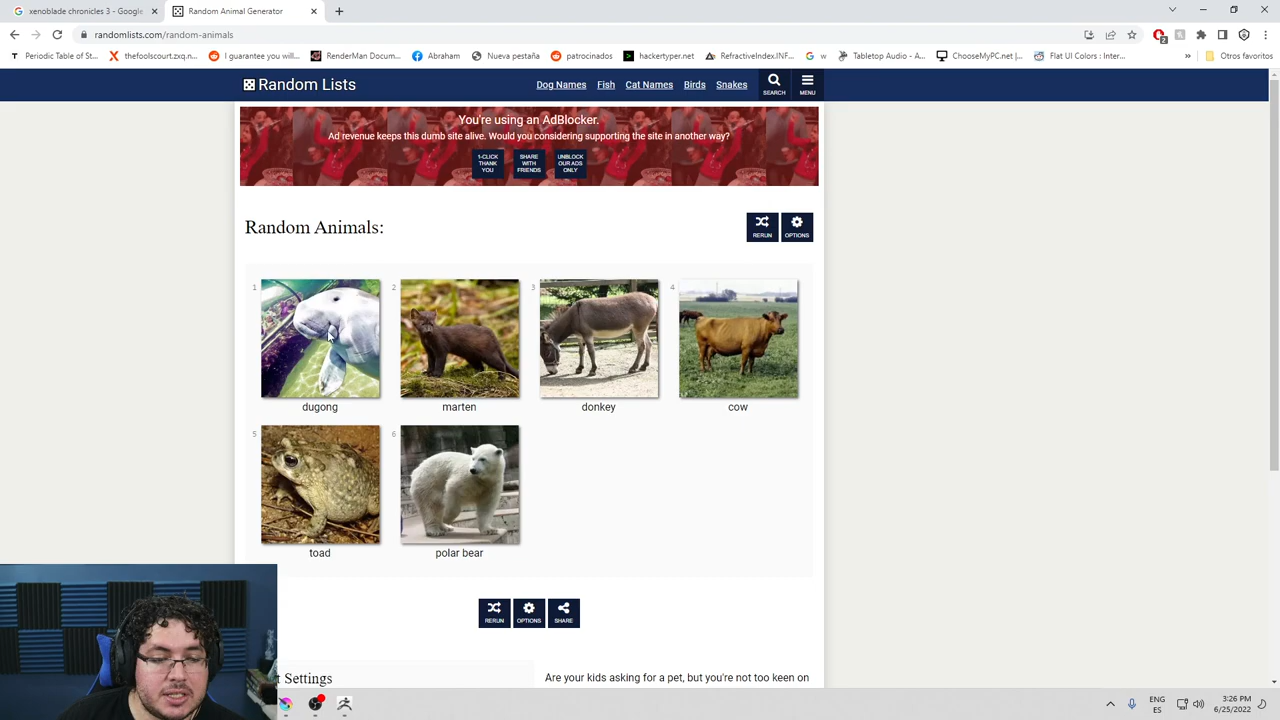 xenoblade chronicles 3 - Google
Random Animal Generator
randomlists.com/random-animals
Periodic Table of St...
thefoolscourt.zxq.n...
I guarantee you will...
RenderMan Docum...
Abraham
Nueva pestaña
patrocinados
hackertyper.net
RefractiveIndex.INF...
w
Tabletop Audio - A...
ChooseMyPC.net |...
Flat UI Colors : Inter...
»
Otros favoritos
Random Lists
Dog Names
Fish
Cat Names
Birds
Snakes
SEARCH
MENU
You're using an AdBlocker.
Ad revenue keeps this dumb site alive. Would you considering supporting the site in another way?
1-CLICK
THANK
YOU
SHARE
WITH
FRIENDS
UNBLOCK
OUR ADS
ONLY
Random Animals:
RERUN
OPTIONS
1
2
3
4
dugong
marten
donkey
cow
5
6
toad
polar bear
RERUN
OPTIONS
SHARE
t Settings
Are your kids asking for a pet, but you're not too keen on
ENG
ES
3:26 PM
6/25/2022